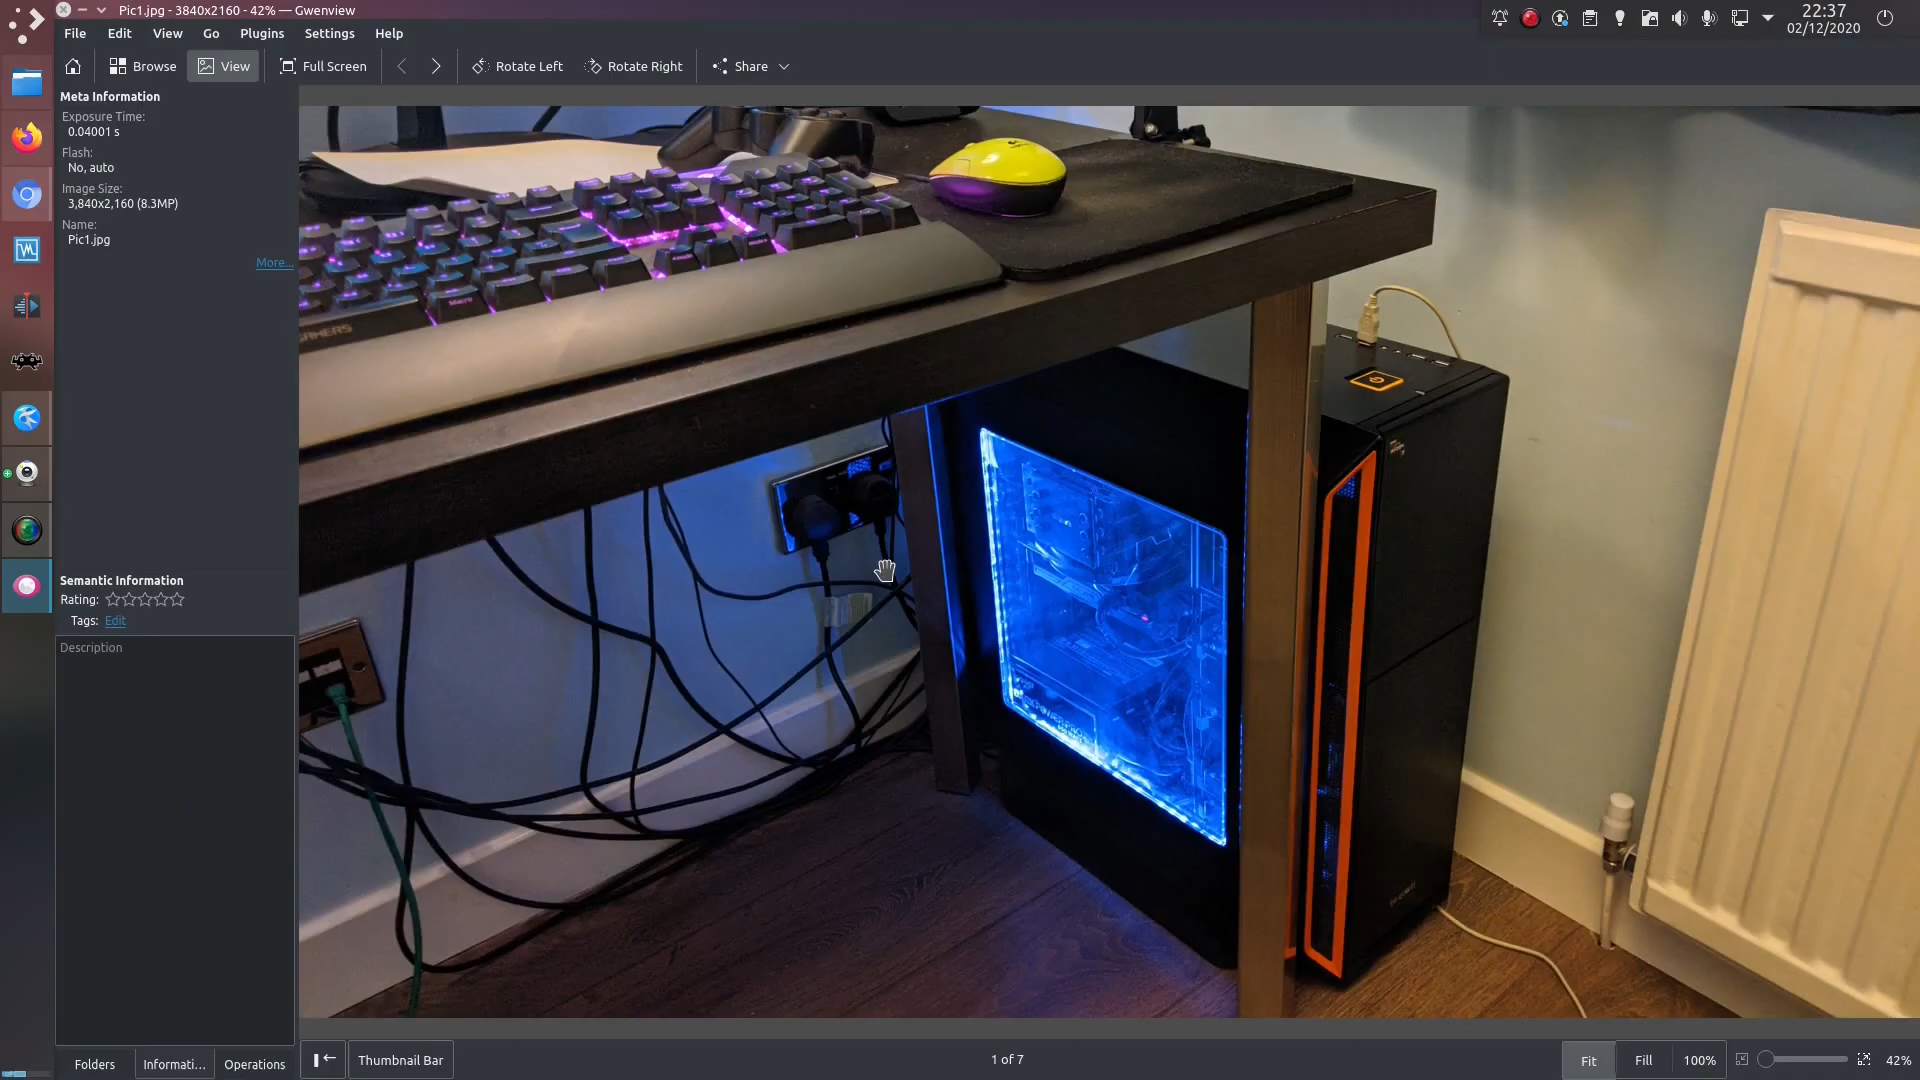 Pic1.jpg - 3840x2160 - 42% — Gwenview
22:37
02/12/2020
File Edit View Go Plugins Settings Help
Browse View Full Screen Rotate Left Rotate Right Share
Meta Information
Exposure Time:
0.04001 s
Flash:
No, auto
Image Size:
3,840x2,160 (8.3MP)
Name:
Pic1.jpg
More...
Macro
Semantic Information
Rating:
Tags: Edit
Description
Folders Informati... Operations
Thumbnail Bar
1 of 7
Fit Fill 100% 42%